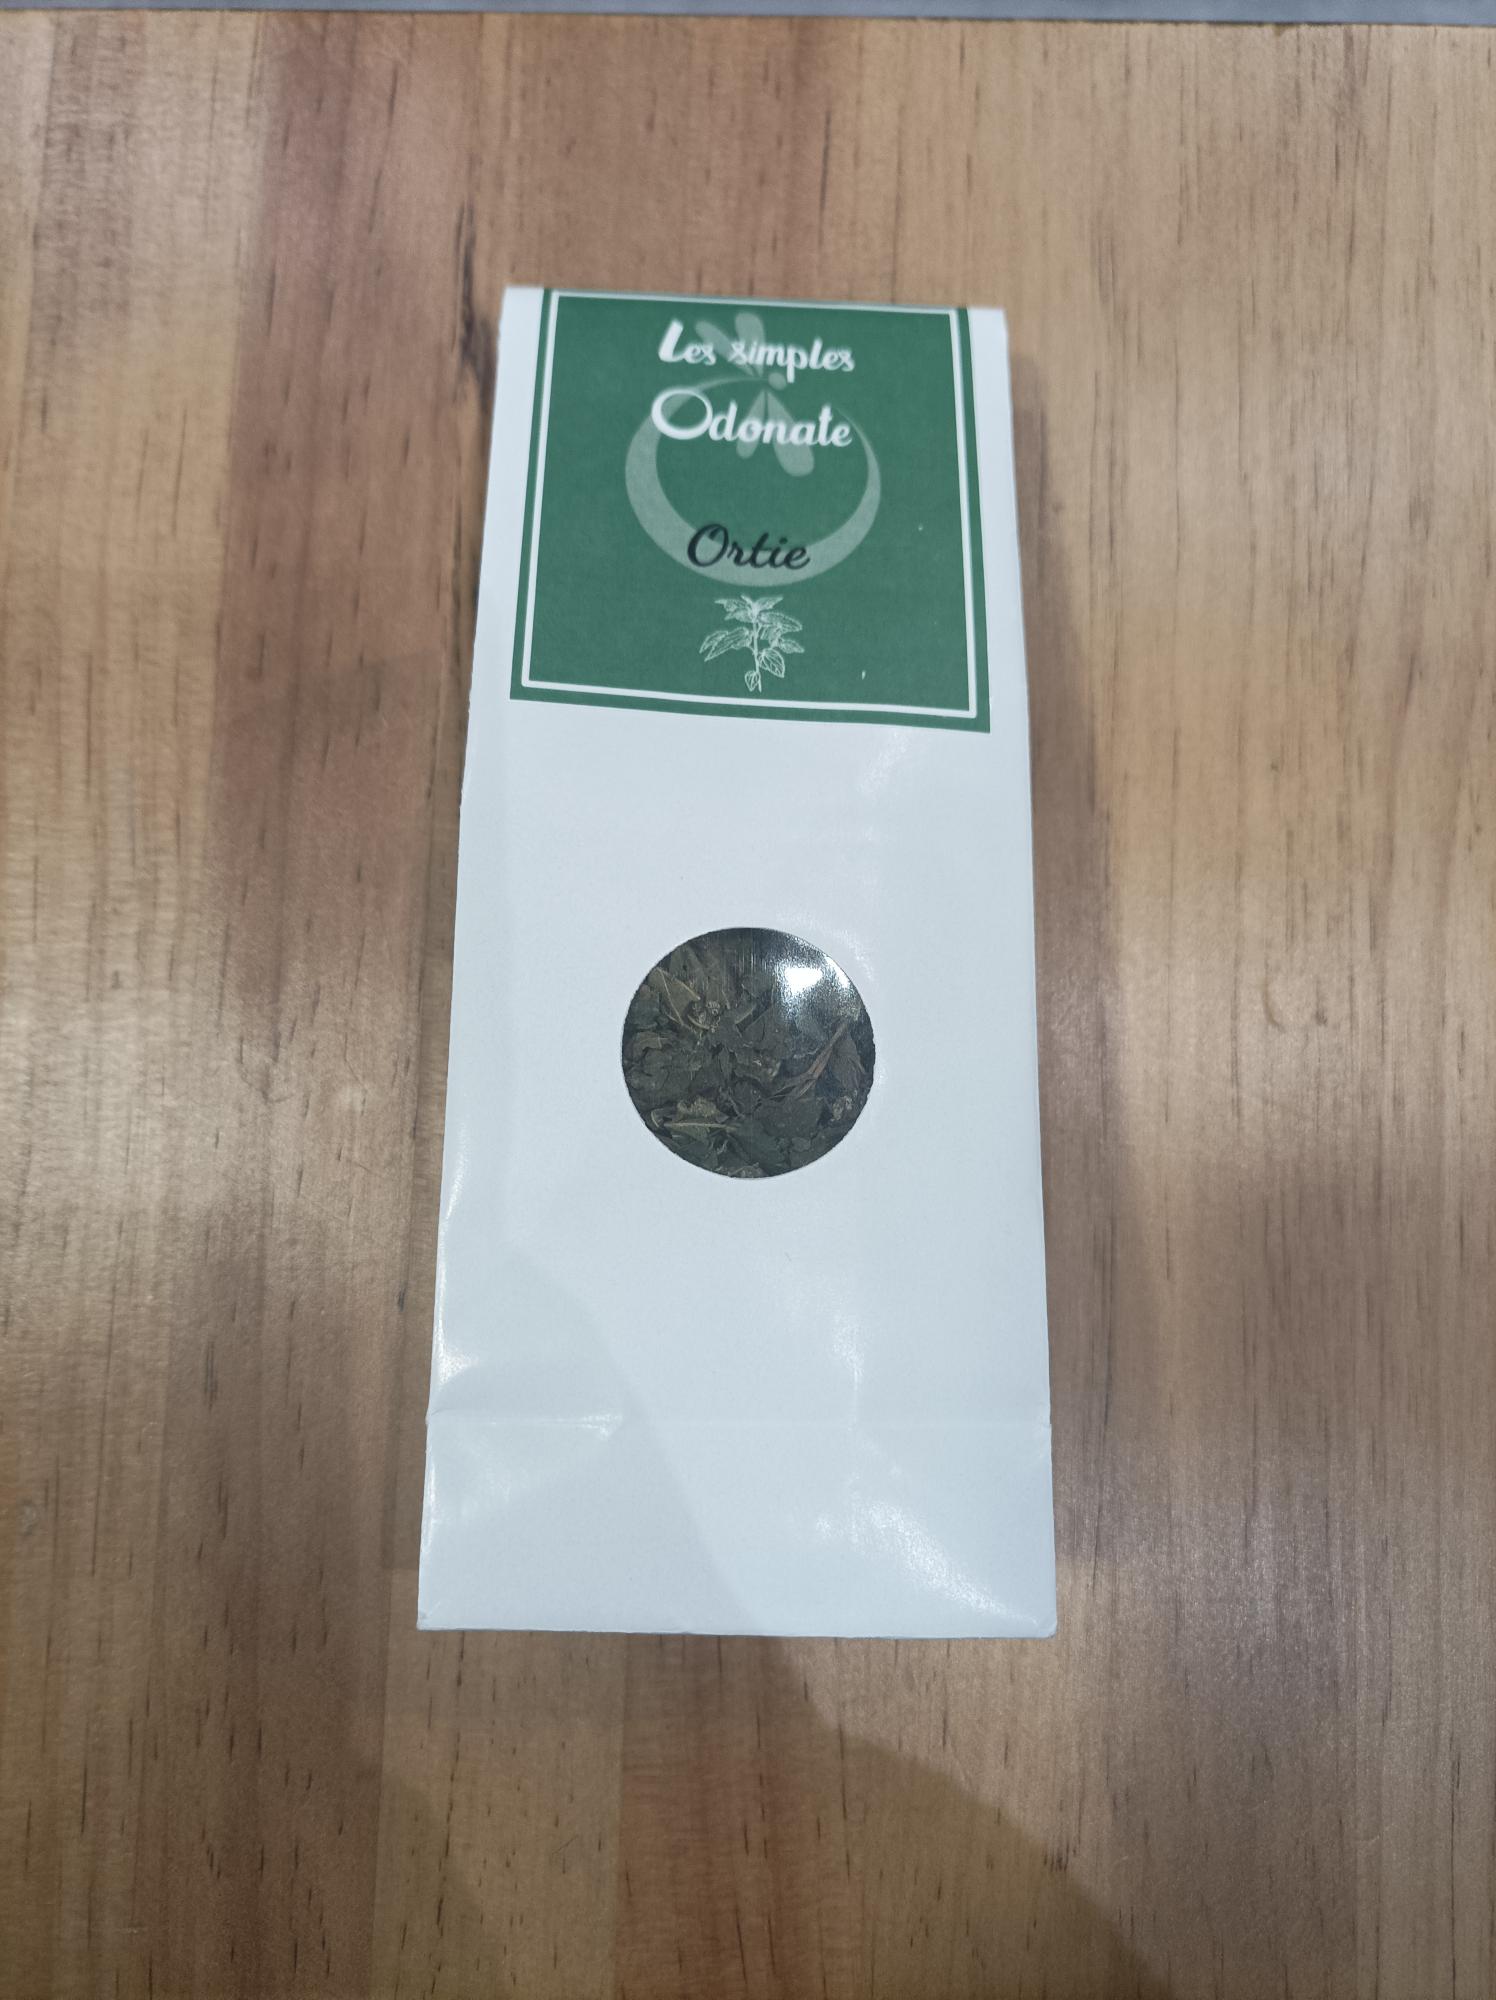 Les simples
Odonate
Ortie